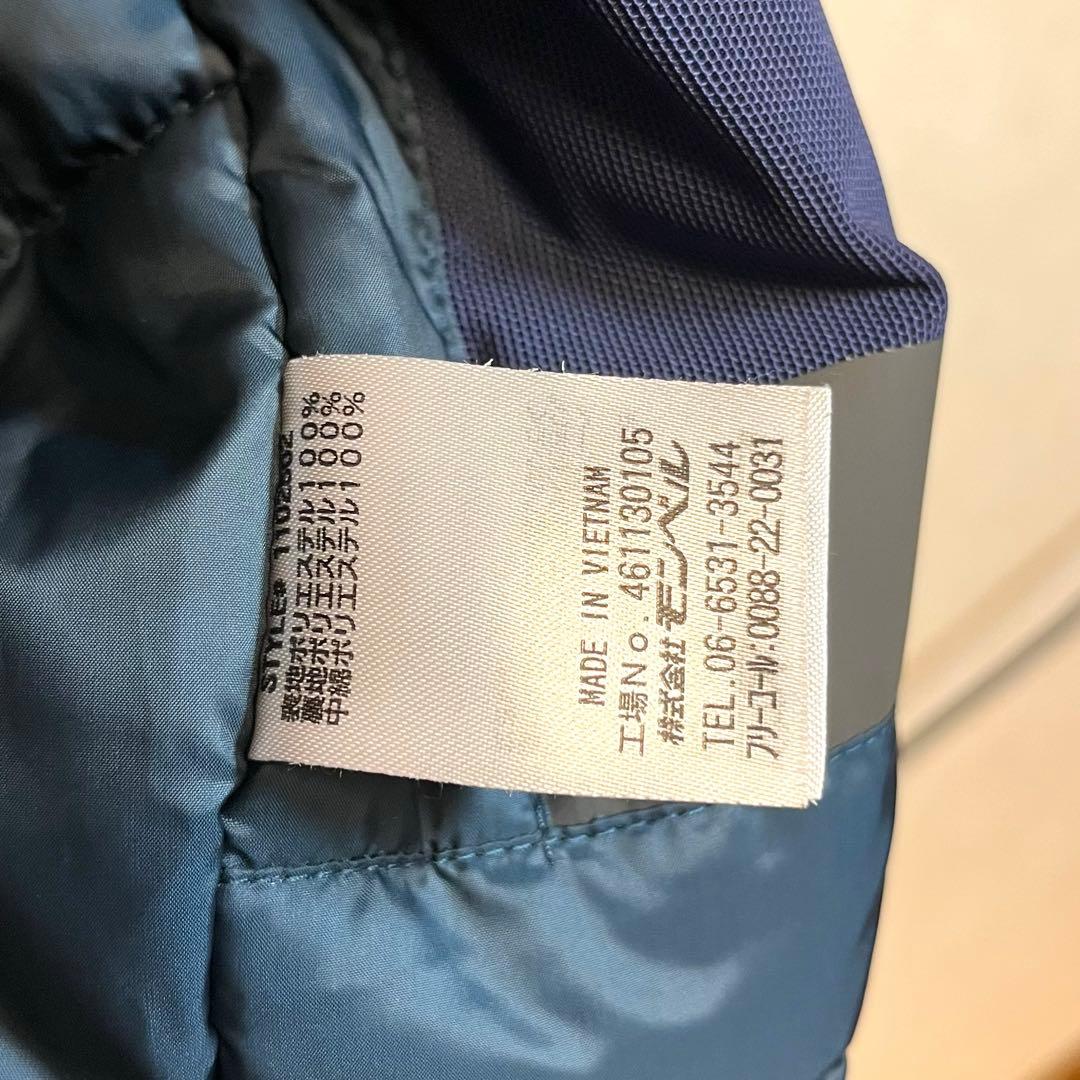 STYLE# 1102562
表地ポリエステル100%
裏地ポリエステル100%
中綿ポリエステル100%
MADE IN VIETNAM
工場No.4611130105
株式会社モンベル
TEL.06-6531-3544
フリーコール:0088-22-0031